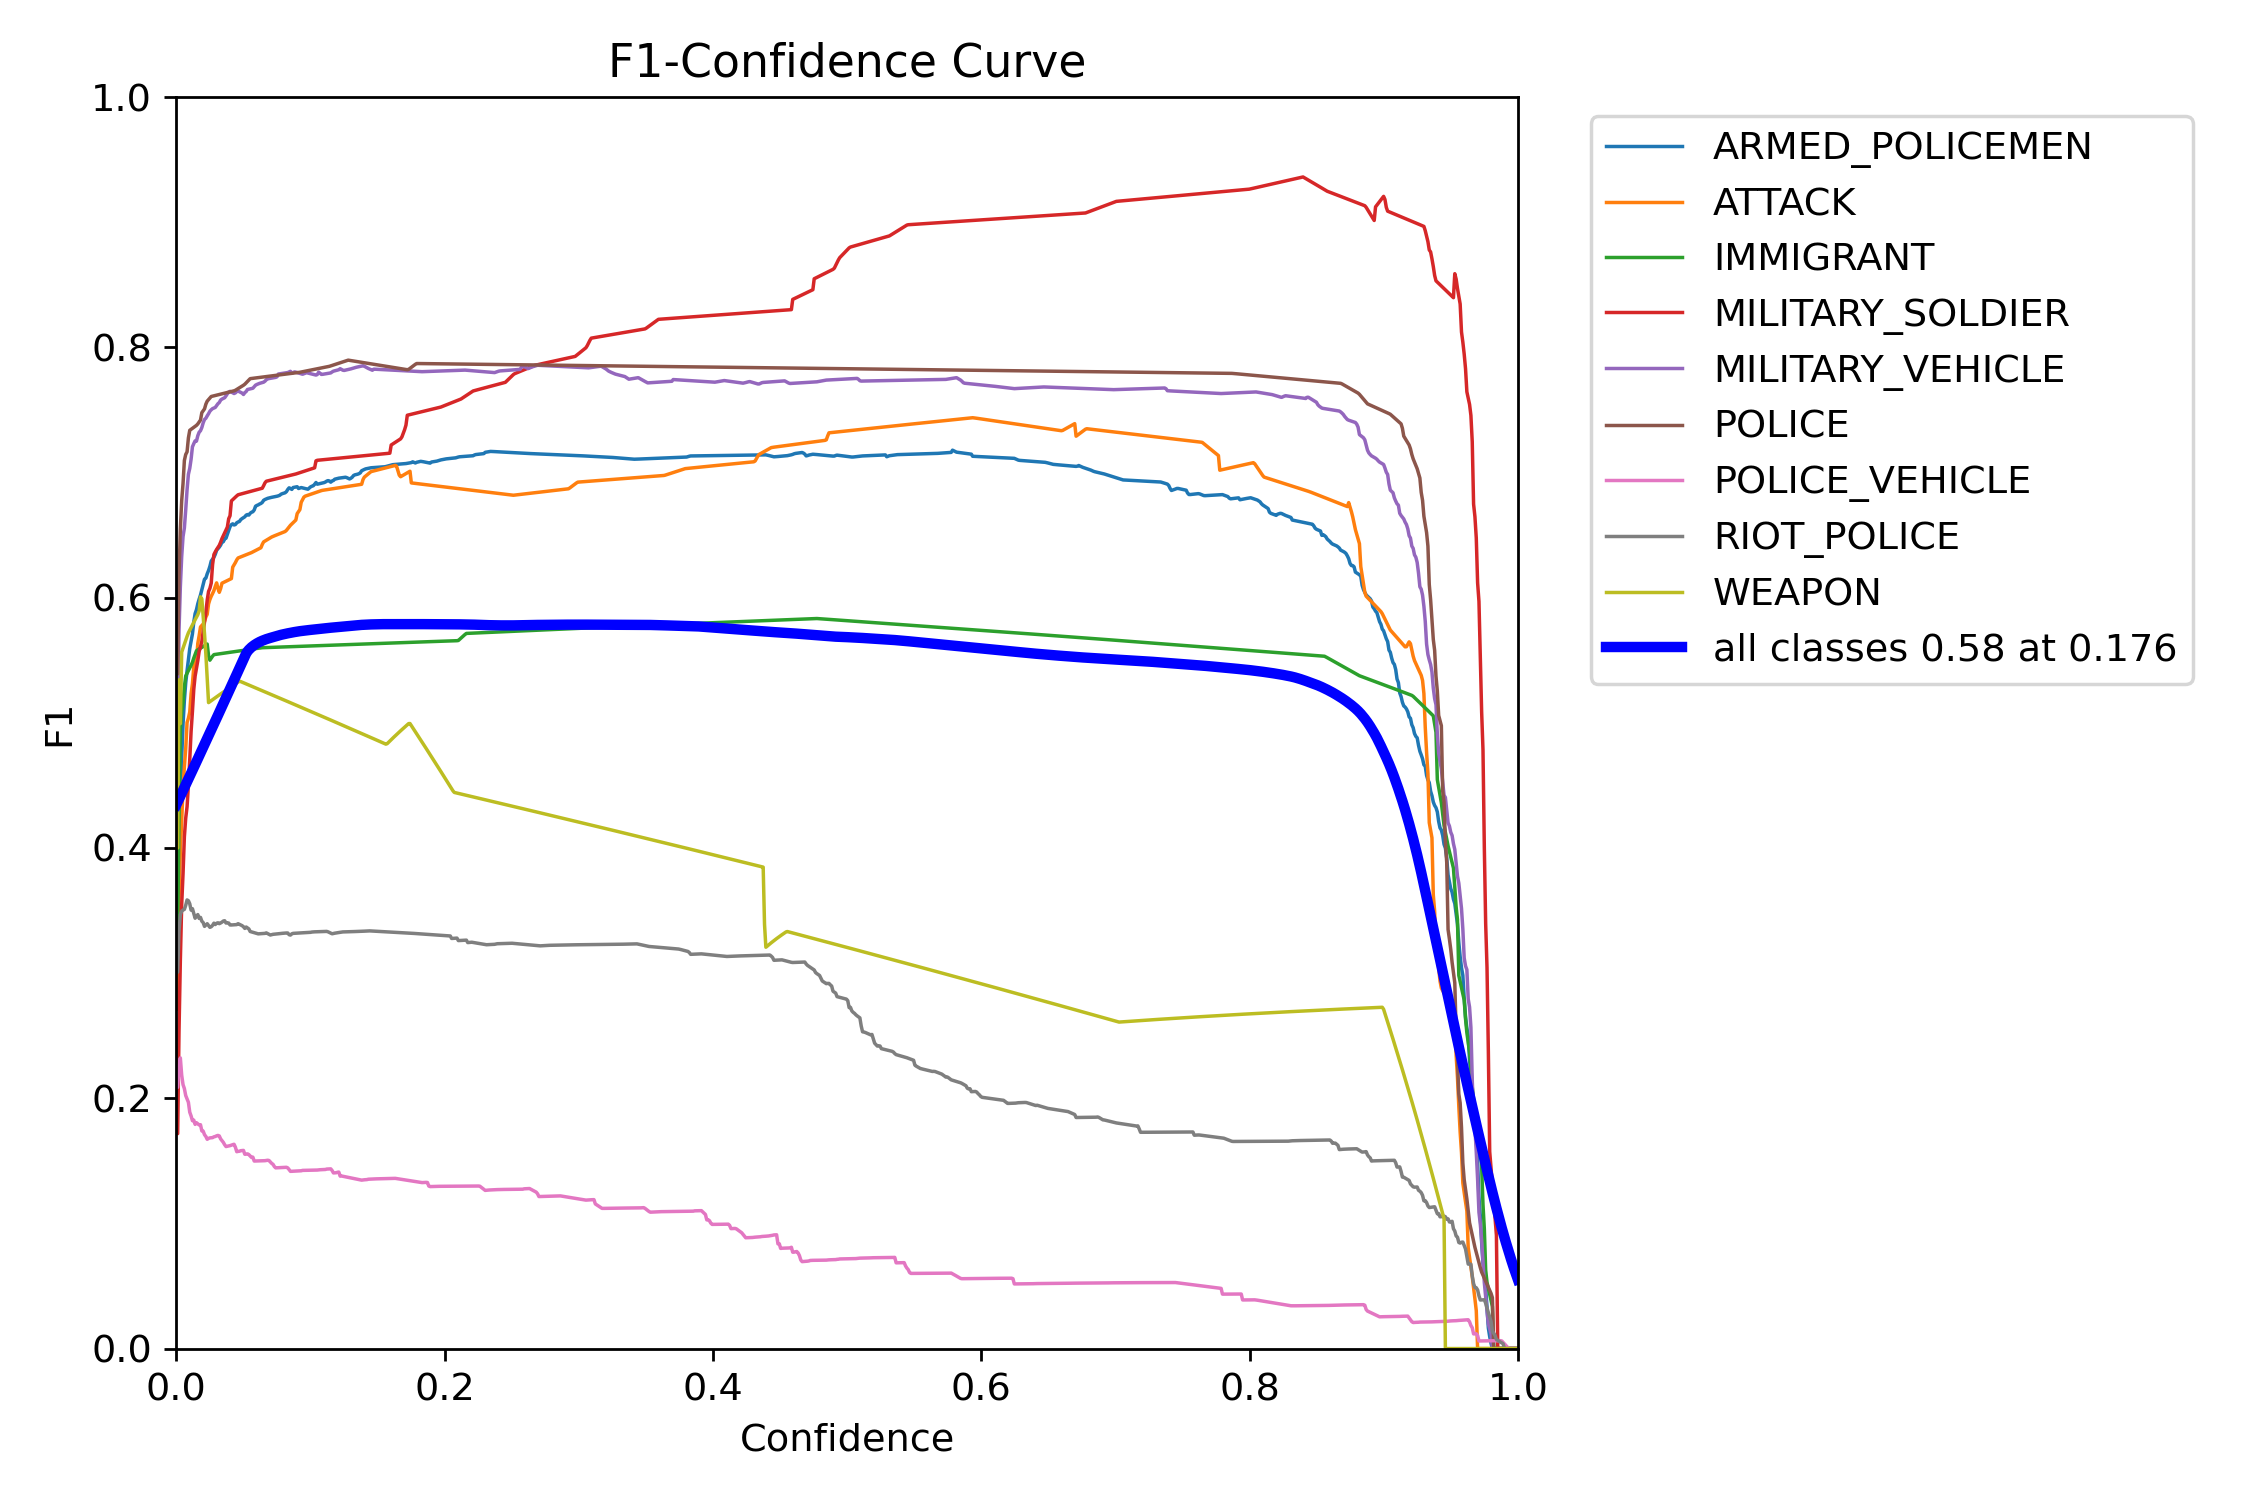 F1-Confidence Curve
1.0
0.8
0.6
0.4
0.2
0.0
F1
0.0 0.2 0.4 0.6 0.8 1.0
Confidence
ARMED_POLICEMEN
ATTACK
IMMIGRANT
MILITARY_SOLDIER
MILITARY_VEHICLE
POLICE
POLICE_VEHICLE
RIOT_POLICE
WEAPON
all classes 0.58 at 0.176